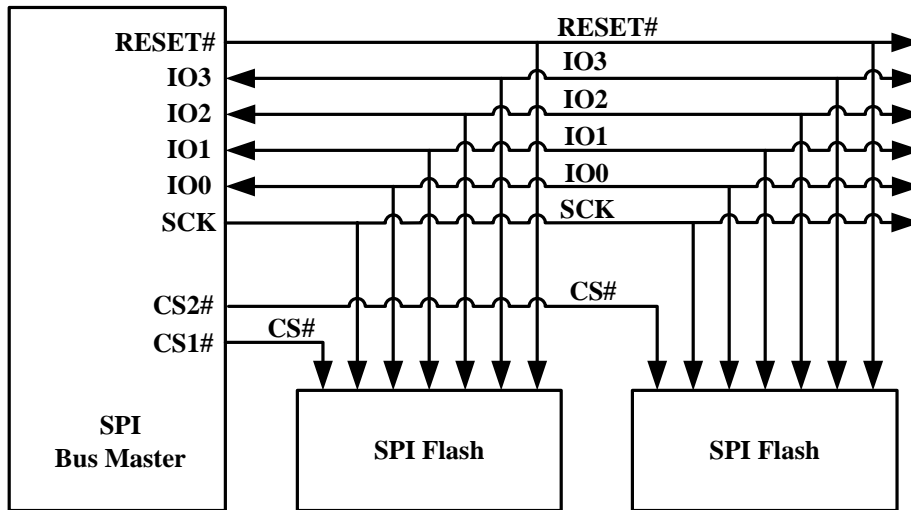 RESET#
RESET#
IO3
IO3
IO2
IO2
IO1
IO1
IO0
IO0
SCK
SCK
CS2#
CS#
CS1#
CS#
SPI
Bus Master
SPI Flash
SPI Flash